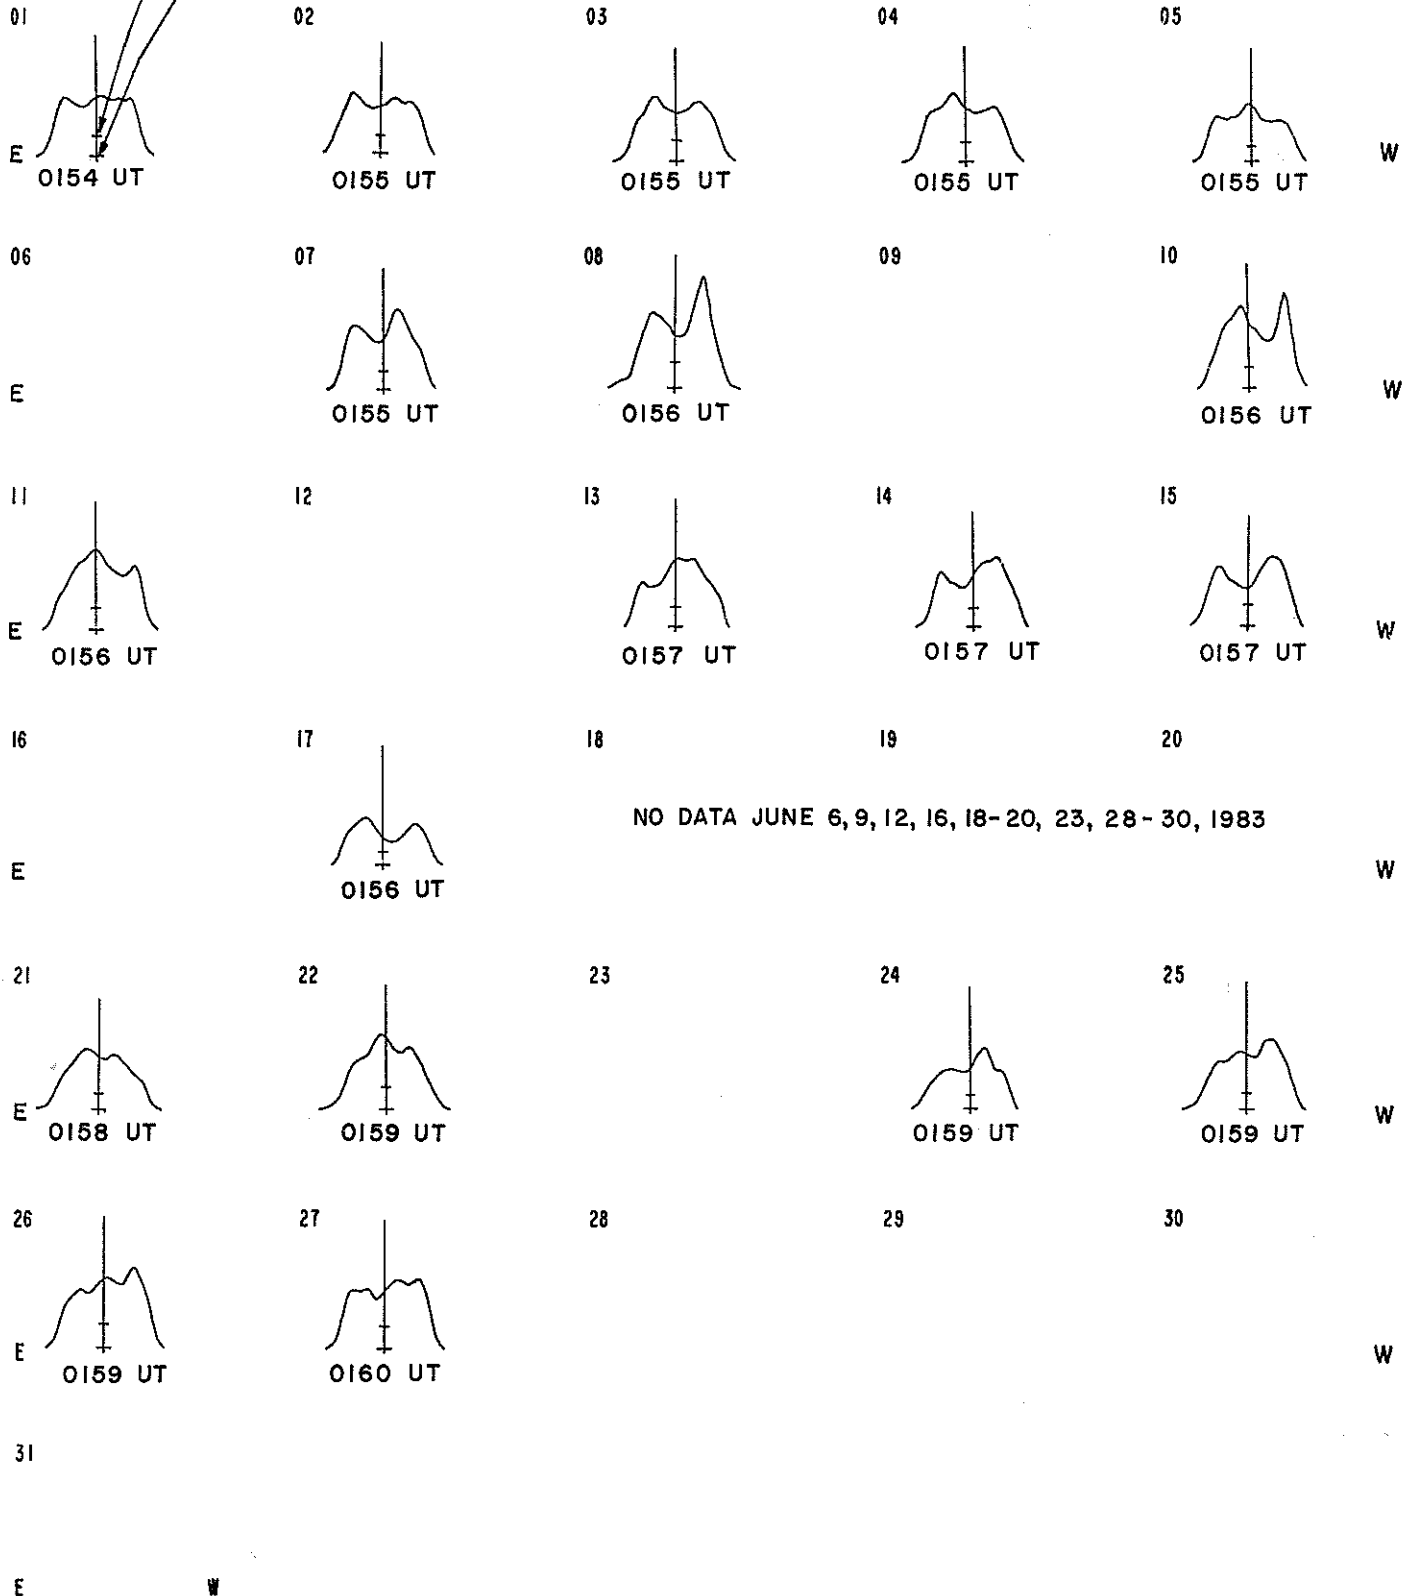 01 02 03 04 05
E W
0154 UT 0155 UT 0155 UT 0155 UT 0155 UT
06 07 08 09 10
E W
0155 UT 0156 UT 0156 UT
11 12 13 14 15
E W
0156 UT 0157 UT 0157 UT 0157 UT
16 17 18 19 20
NO DATA JUNE 6, 9, 12, 16, 18-20, 23, 28-30, 1983
E W
0156 UT
21 22 23 24 25
E W
0158 UT 0159 UT 0159 UT 0159 UT
26 27 28 29 30
E W
0159 UT 0160 UT
31
E W